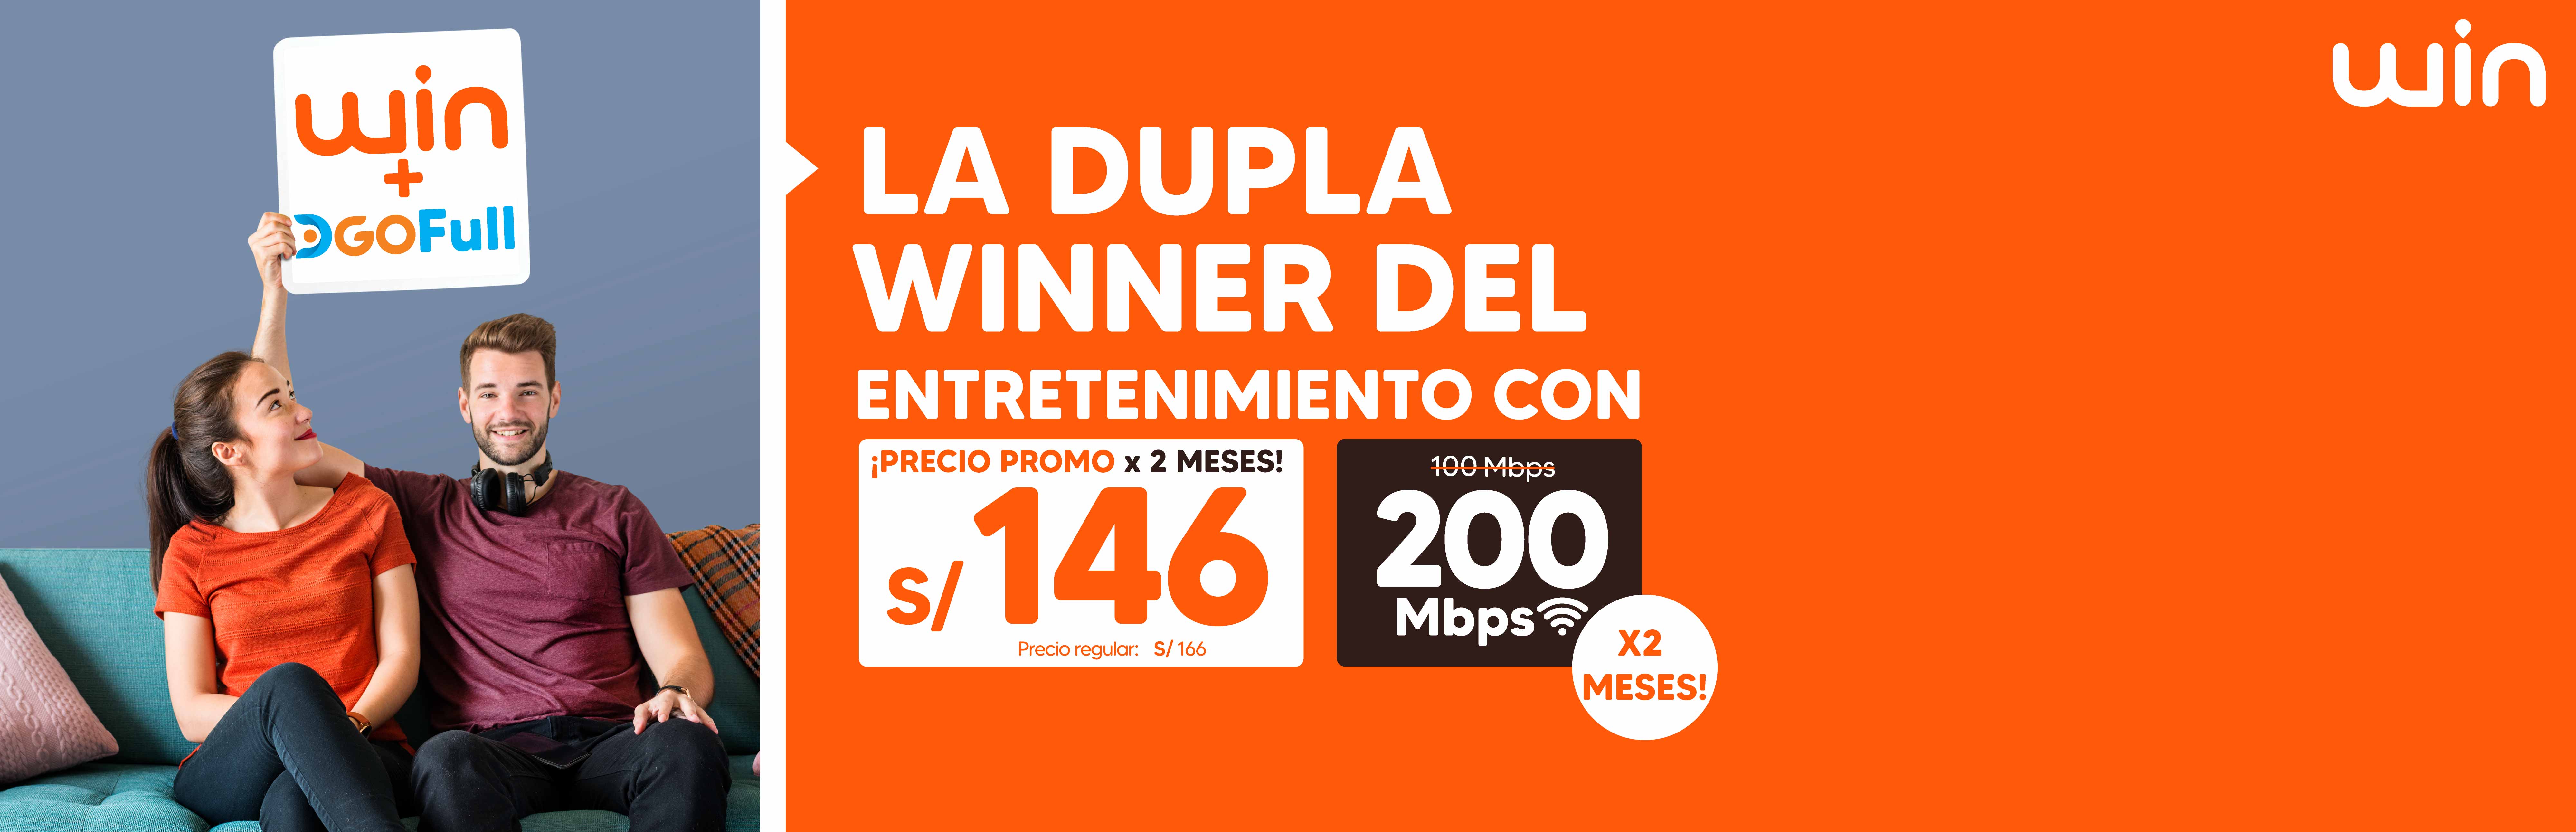 win
+
DGOFull
win
LA DUPLA
WINNER DEL
ENTRETENIMIENTO CON
¡PRECIO PROMO x 2 MESES!
S/146
Precio regular: S/ 166
100 Mbps
200
Mbps
X2
MESES!